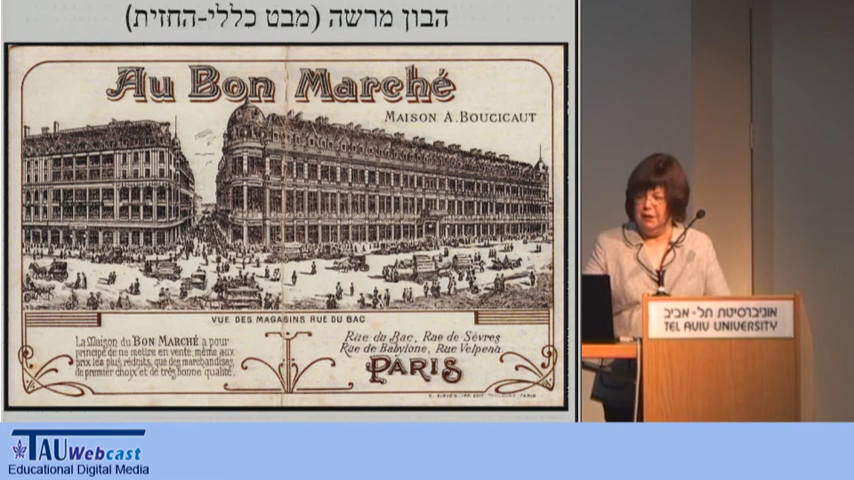 הבון מרשה (מבט כללי-החזית)
Au Bon Marché
MAISON A. BOUCICAUT
VUE DES MAGASINS RUE DU BAC
La Maison du BON MARCHÉ a pour
principe de ne mettre en vente, même aux
prix les plus réduits, que des marchandises
de premier choix et de très bonne qualité.
Rue du Bac, Rue de Sèvres
Rue de Babylone, Rue Velpeau
PARIS
אוניברסיטת תל-אביב
TEL AVIV UNIVERSITY
TAU Webcast
Educational Digital Media